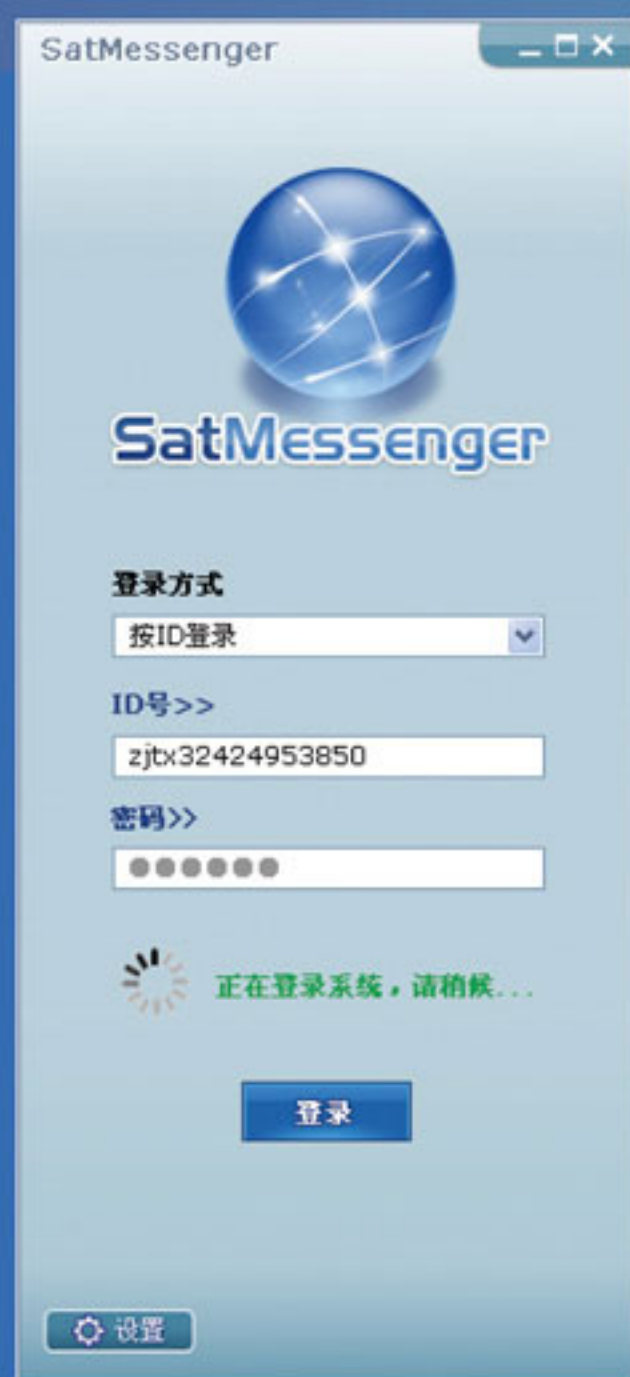 SatMessenger
SatMessenger
登录方式
按ID登录
ID号>>
zjtx32424953850
密码>>
正在登录系统，请稍候...
登录
设置